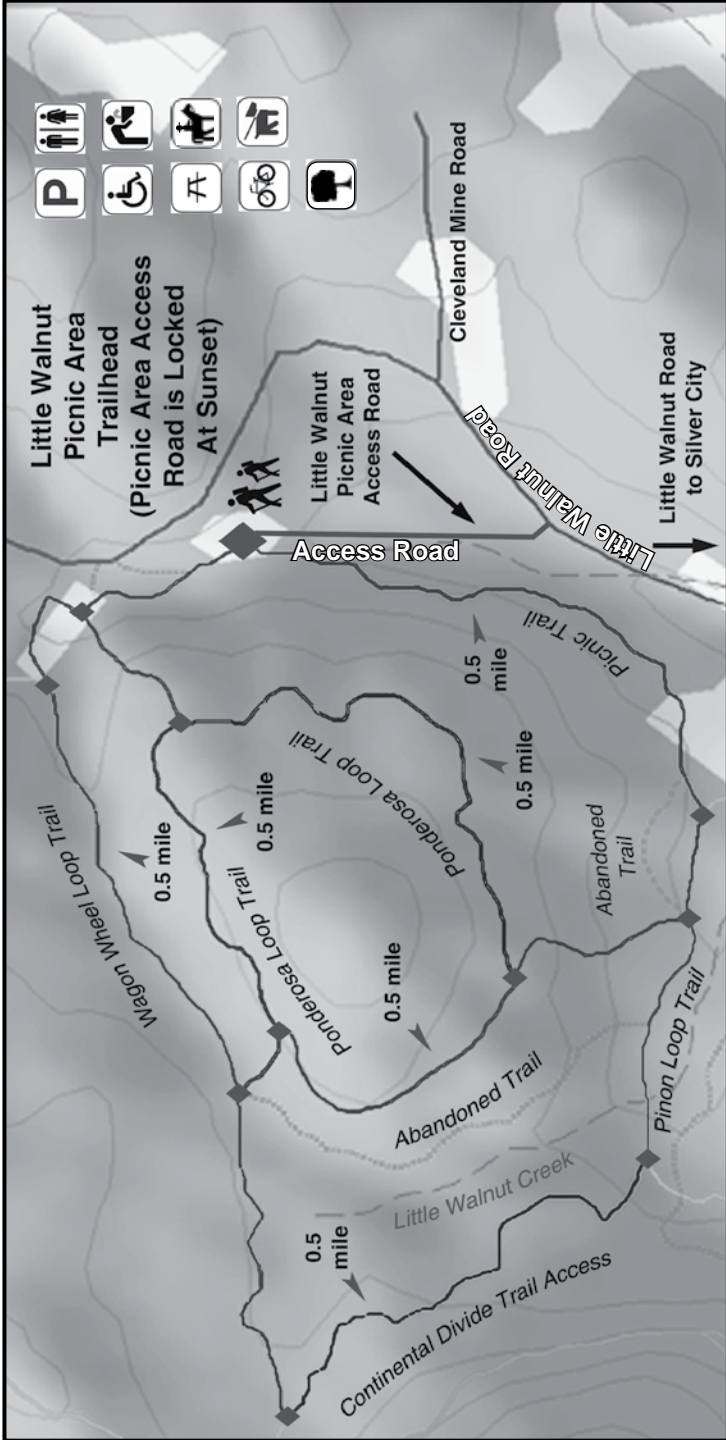 Little Walnut
Picnic Area
Trailhead
(Picnic Area Access
Road is Locked
At Sunset)
P
Cleveland Mine Road
Little Walnut
Picnic Area
Access Road
Little Walnut Road
Little Walnut Road
to Silver City
Access Road
Picnic Trail
0.5
mile
0.5 mile
Ponderosa Loop Trail
0.5 mile
Wagon Wheel Loop Trail
0.5 mile
Ponderosa Loop Trail
0.5 mile
Abandoned
Trail
Pinon Loop Trail
Abandoned Trail
Little Walnut Creek
0.5
mile
Continental Divide Trail Access